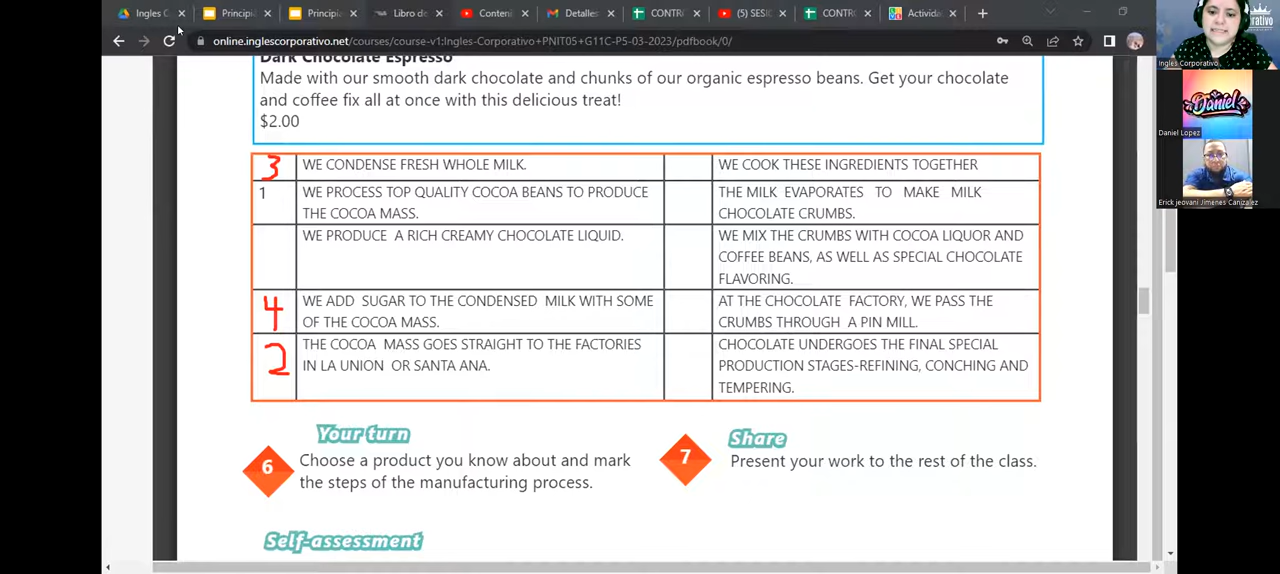 Ingles C
Principi
Principia
Libro de
Conteni
Detalles
CONTR
(5) SESI
CONTR
Activida
online.inglescorporativo.net/courses/course-v1:Ingles-Corporativo+PNIT05+G11C-P5-03-2023/pdfbook/0/
Dark Chocolate Espresso
Made with our smooth dark chocolate and chunks of our organic espresso beans. Get your chocolate
and coffee fix all at once with this delicious treat!
$2.00
3 WE CONDENSE FRESH WHOLE MILK.
WE COOK THESE INGREDIENTS TOGETHER
1 WE PROCESS TOP QUALITY COCOA BEANS TO PRODUCE
THE COCOA MASS.
THE MILK EVAPORATES TO MAKE MILK
CHOCOLATE CRUMBS.
WE PRODUCE A RICH CREAMY CHOCOLATE LIQUID.
WE MIX THE CRUMBS WITH COCOA LIQUOR AND
COFFEE BEANS, AS WELL AS SPECIAL CHOCOLATE
FLAVORING.
4 WE ADD SUGAR TO THE CONDENSED MILK WITH SOME
OF THE COCOA MASS.
AT THE CHOCOLATE FACTORY, WE PASS THE
CRUMBS THROUGH A PIN MILL.
2 THE COCOA MASS GOES STRAIGHT TO THE FACTORIES
IN LA UNION OR SANTA ANA.
CHOCOLATE UNDERGOES THE FINAL SPECIAL
PRODUCTION STAGES-REFINING, CONCHING AND
TEMPERING.
Your turn
6 Choose a product you know about and mark
the steps of the manufacturing process.
Share
7 Present your work to the rest of the class.
Self-assessment
Ingles Corporativo
Daniel
Daniel Lopez
Erick jeovani Jimenes Canizalez